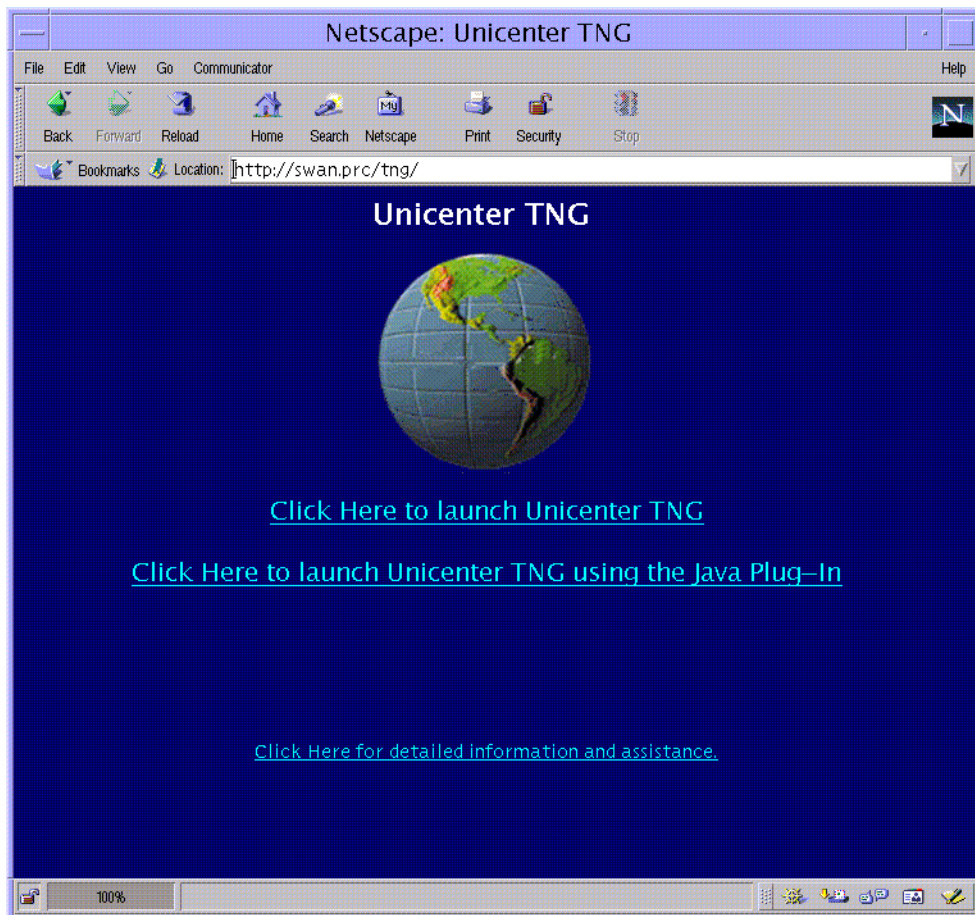 Netscape: Unicenter TNG
File Edit View Go Communicator Help
Back Forward Reload Home Search My Netscape Print Security Stop N
Bookmarks Location: http://swan.prc/tng/
Unicenter TNG
Click Here to launch Unicenter TNG
Click Here to launch Unicenter TNG using the Java Plug-In
Click Here for detailed information and assistance.
100%